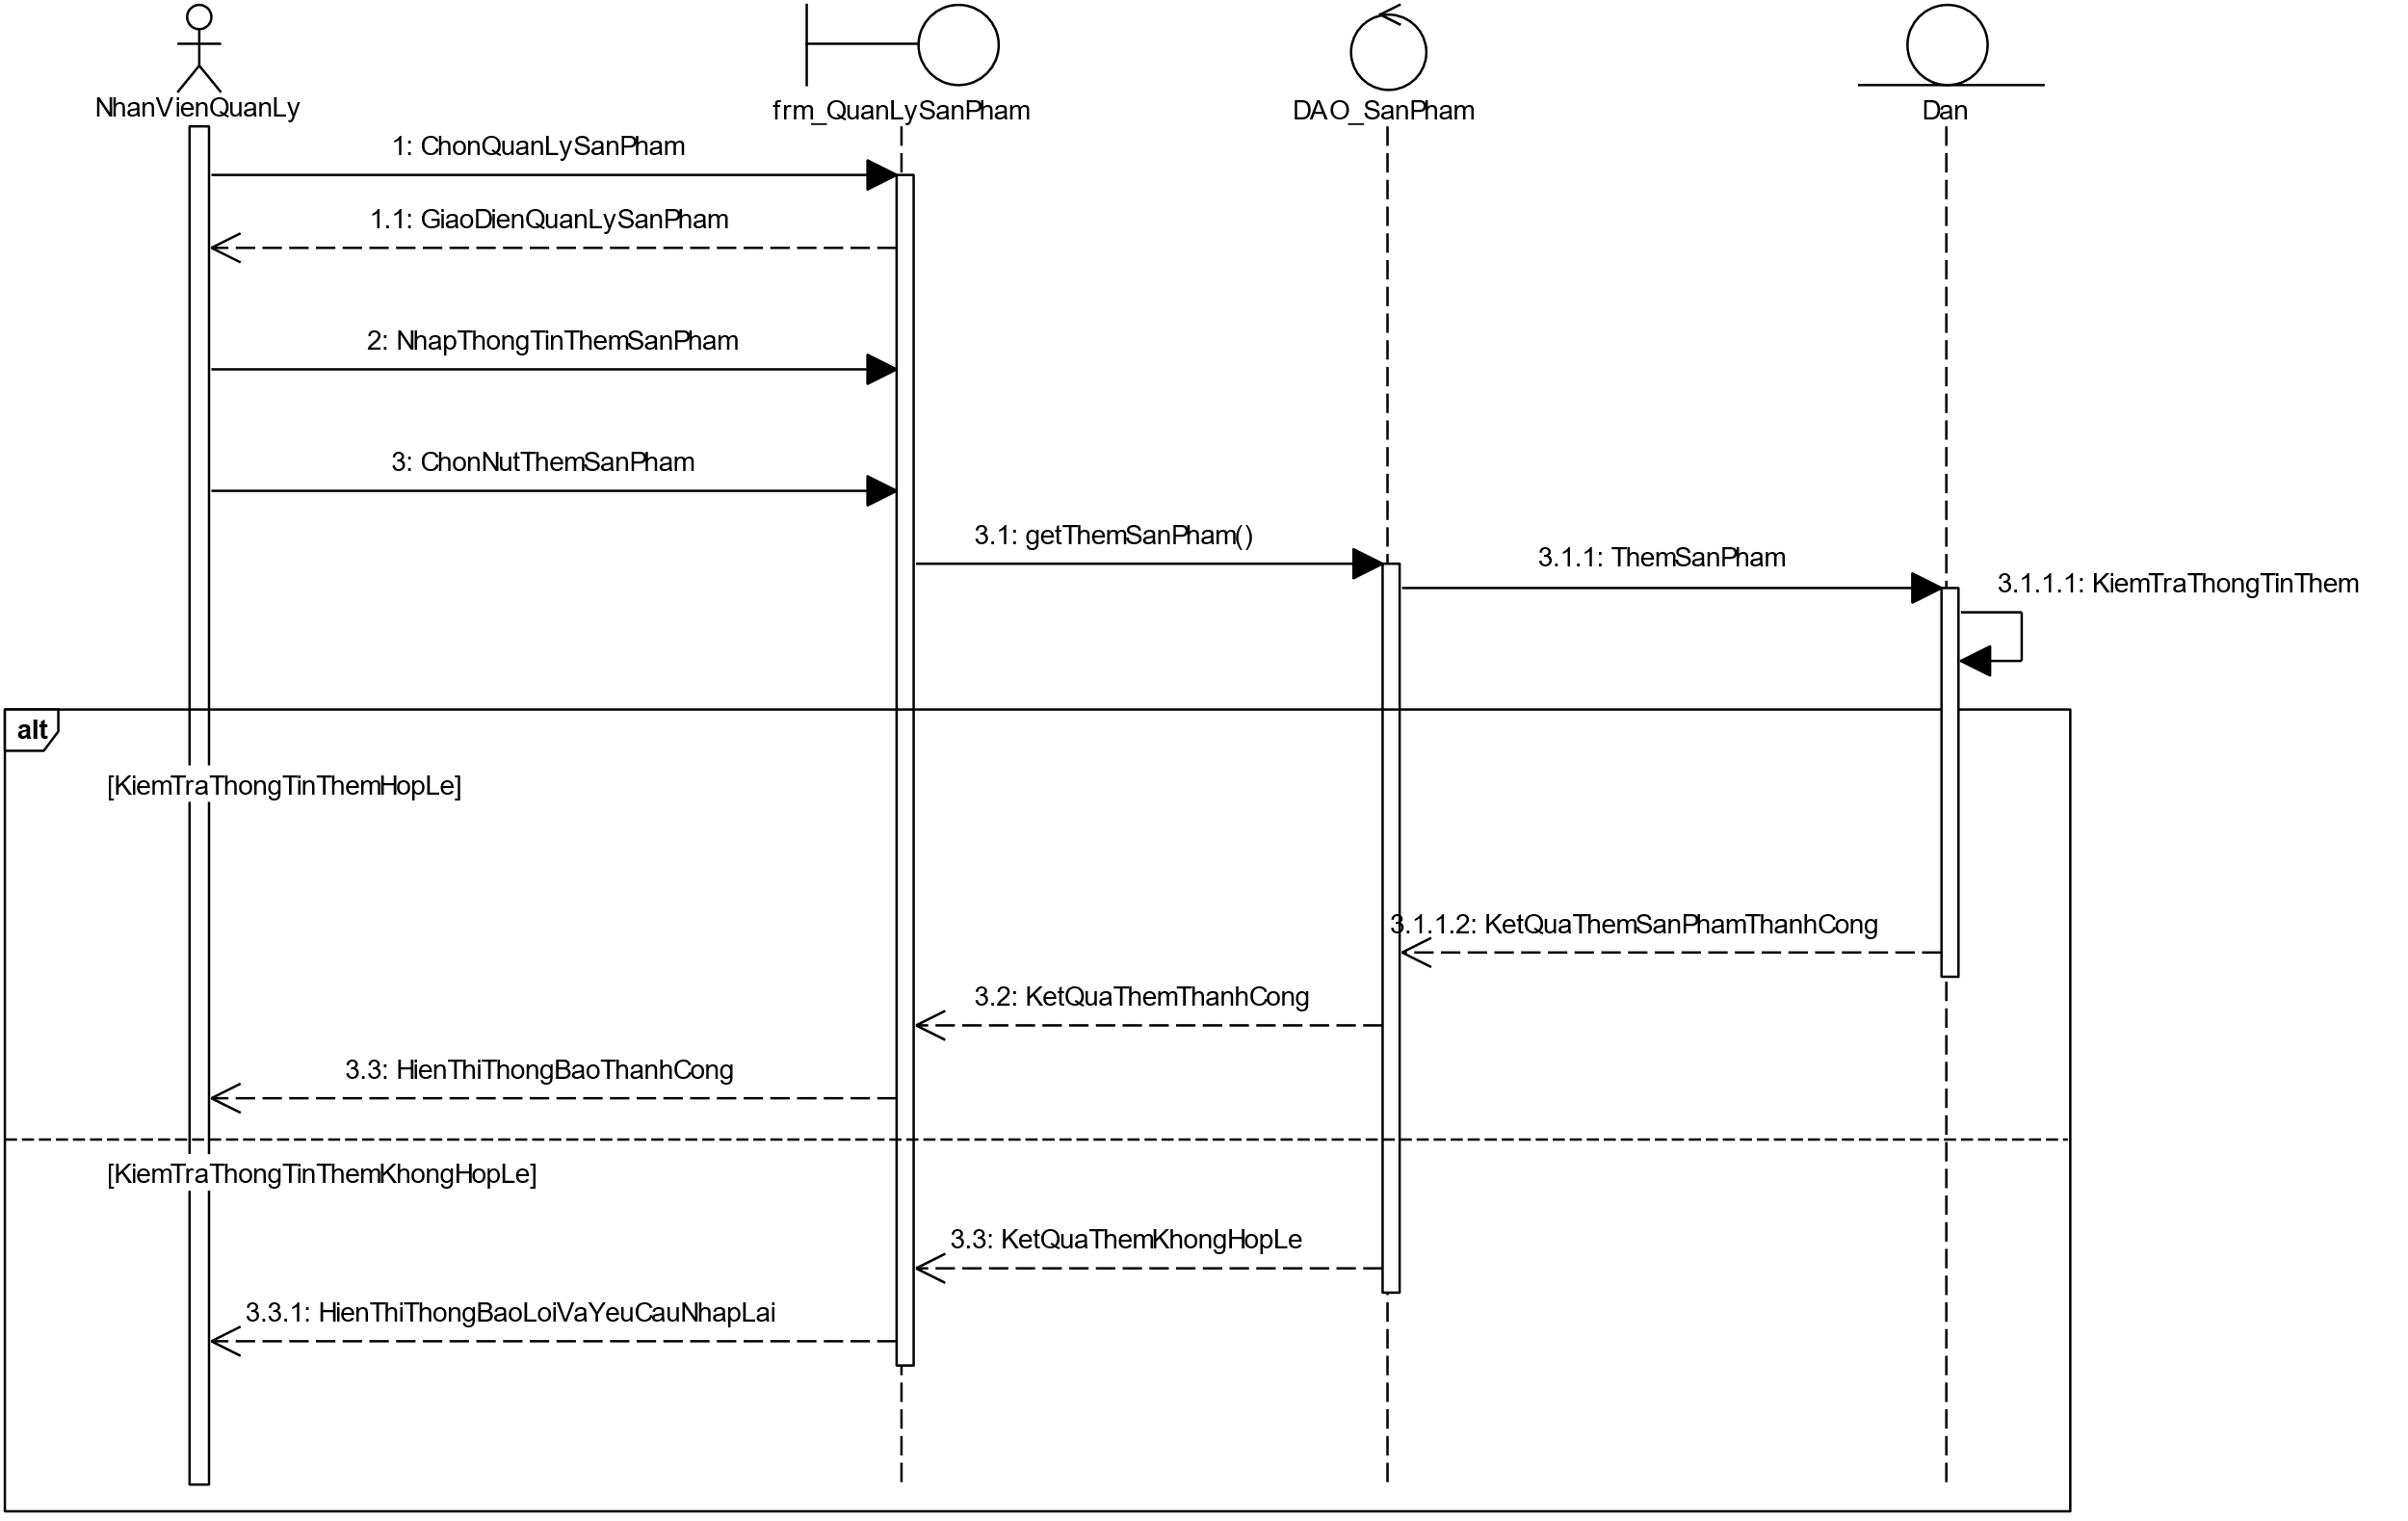 NhanVienQuanLy
frm_QuanLySanPham
DAO_SanPham
Dan
1: ChonQuanLySanPham
1.1: GiaoDienQuanLySanPham
2: NhapThongTinThemSanPham
3: ChonNutThemSanPham
3.1: getThemSanPham()
3.1.1: ThemSanPham
3.1.1.1: KiemTraThongTinThem
alt
[KiemTraThongTinThemHopLe]
3.1.1.2: KetQuaThemSanPhamThanhCong
3.2: KetQuaThemThanhCong
3.3: HienThiThongBaoThanhCong
[KiemTraThongTinThemKhongHopLe]
3.3: KetQuaThemKhongHopLe
3.3.1: HienThiThongBaoLoiVaYeuCauNhapLai